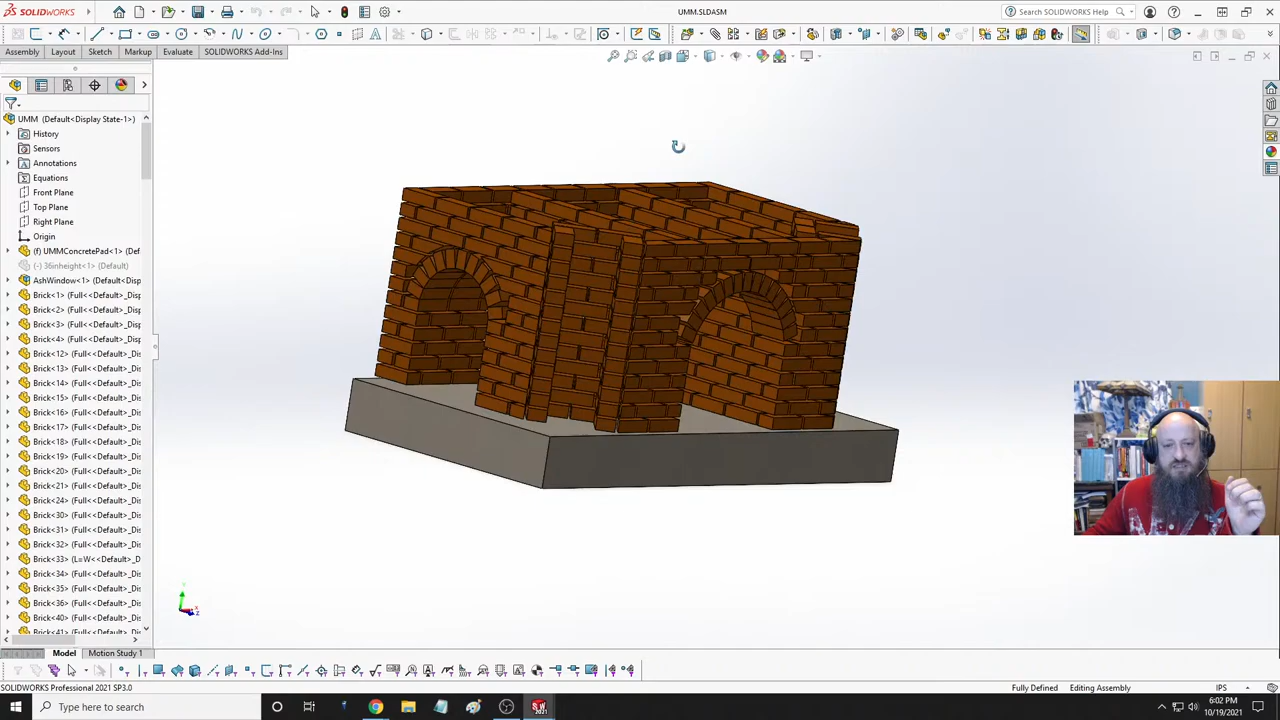 SOLIDWORKS
UMM.SLDASM
Search SOLIDWORKS Help
Assembly
Layout
Sketch
Markup
Evaluate
SOLIDWORKS Add-Ins
UMM (Default<Display State-1>)
History
Sensors
Annotations
Equations
Front Plane
Top Plane
Right Plane
Origin
(f) UMMConcretePad<1> (Def
(-) 36inheight<1> (Default)
AshWindow<1> (Default<Disp
Brick<1> (Full<<Default>_Disp
Brick<2> (Full<<Default>_Disp
Brick<3> (Full<<Default>_Disp
Brick<4> (Full<<Default>_Disp
Brick<12> (Full<<Default>_Dis
Brick<13> (Full<<Default>_Dis
Brick<14> (Full<<Default>_Dis
Brick<15> (Full<<Default>_Dis
Brick<16> (Full<<Default>_Dis
Brick<17> (Full<<Default>_Dis
Brick<18> (Full<<Default>_Dis
Brick<19> (Full<<Default>_Dis
Brick<20> (Full<<Default>_Dis
Brick<21> (Full<<Default>_Dis
Brick<24> (Full<<Default>_Dis
Brick<30> (Full<<Default>_Dis
Brick<31> (Full<<Default>_Dis
Brick<32> (Full<<Default>_Dis
Brick<33> (L=W<<Default>_D
Brick<34> (Full<<Default>_Dis
Brick<35> (Full<<Default>_Dis
Brick<36> (Full<<Default>_Dis
Brick<40> (Full<<Default>_Dis
Brick<41> (Full<<Default>_Dis
Model
Motion Study 1
SOLIDWORKS Professional 2021 SP3.0
Fully Defined
Editing Assembly
IPS
Type here to search
6:02 PM
10/19/2021